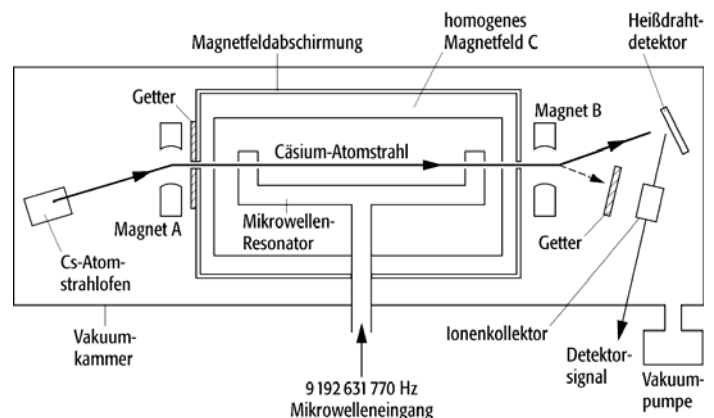 Magnetfeldabschirmung
homogenes
Magnetfeld C
Heißdraht-
detektor
Getter
Magnet B
Cäsium-Atomstrahl
Magnet A
Mikrowellen-
Resonator
Getter
Cs-Atom-
strahlofen
Vakuum-
kammer
Ionenkollektor
Detektor-
signal
Vakuum-
pumpe
9 192 631 770 Hz
Mikrowelleneingang